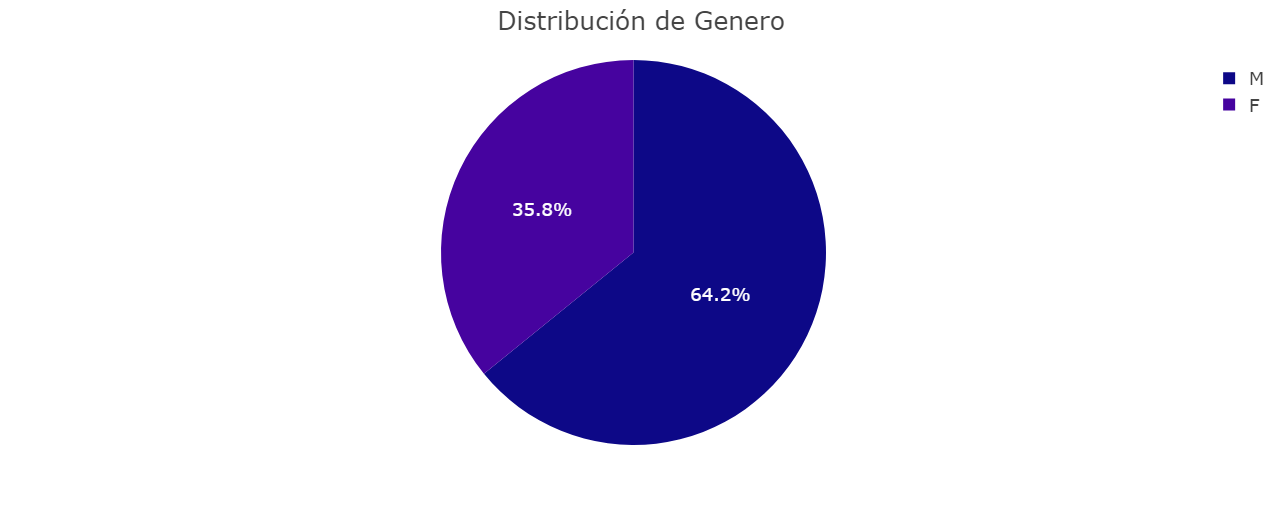 Distribución de Genero
M
F
35.8%
64.2%